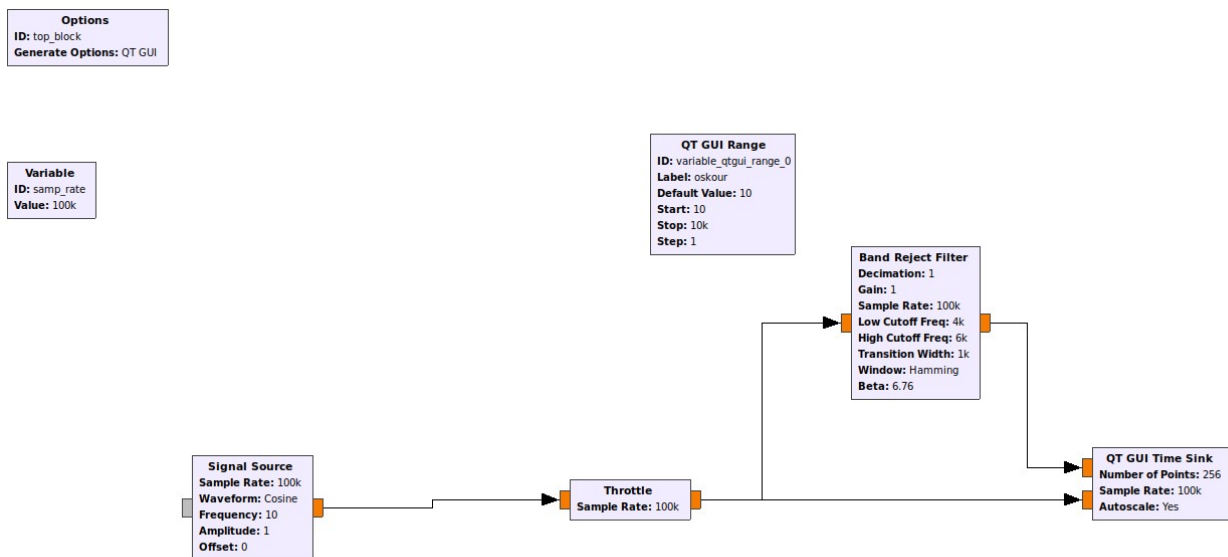 Options
ID: top_block
Generate Options: QT GUI
Variable
ID: samp_rate
Value: 100k
QT GUI Range
ID: variable_qtgui_range_0
Label: oskour
Default Value: 10
Start: 10
Stop: 10k
Step: 1
Band Reject Filter
Decimation: 1
Gain: 1
Sample Rate: 100k
Low Cutoff Freq: 4k
High Cutoff Freq: 6k
Transition Width: 1k
Window: Hamming
Beta: 6.76
Signal Source
Sample Rate: 100k
Waveform: Cosine
Frequency: 10
Amplitude: 1
Offset: 0
Throttle
Sample Rate: 100k
QT GUI Time Sink
Number of Points: 256
Sample Rate: 100k
Autoscale: Yes